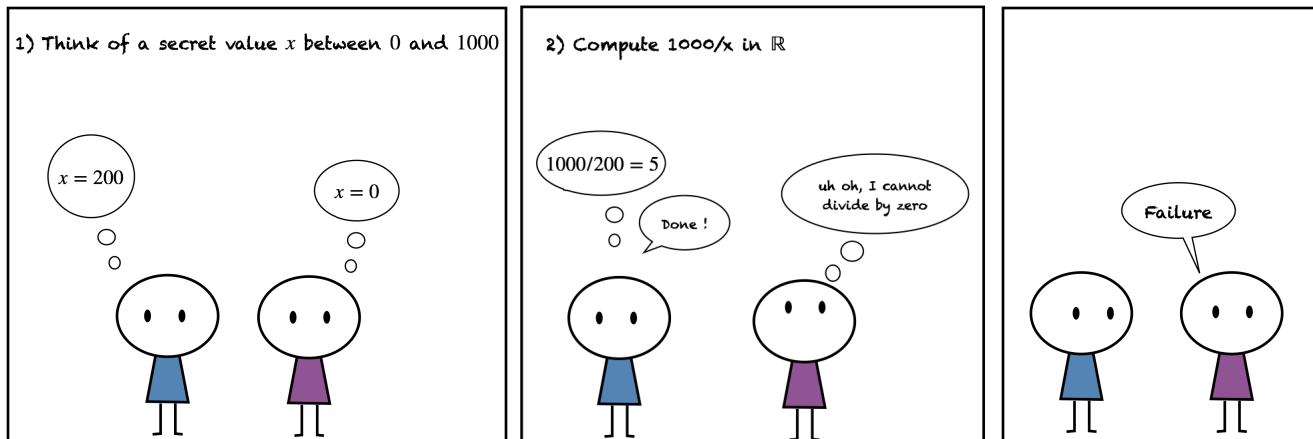 1) Think of a secret value x between 0 and 1000
x = 200
x = 0
2) Compute 1000/x in ℝ
1000/200 = 5
Done !
uh oh, I cannot
divide by zero
Failure